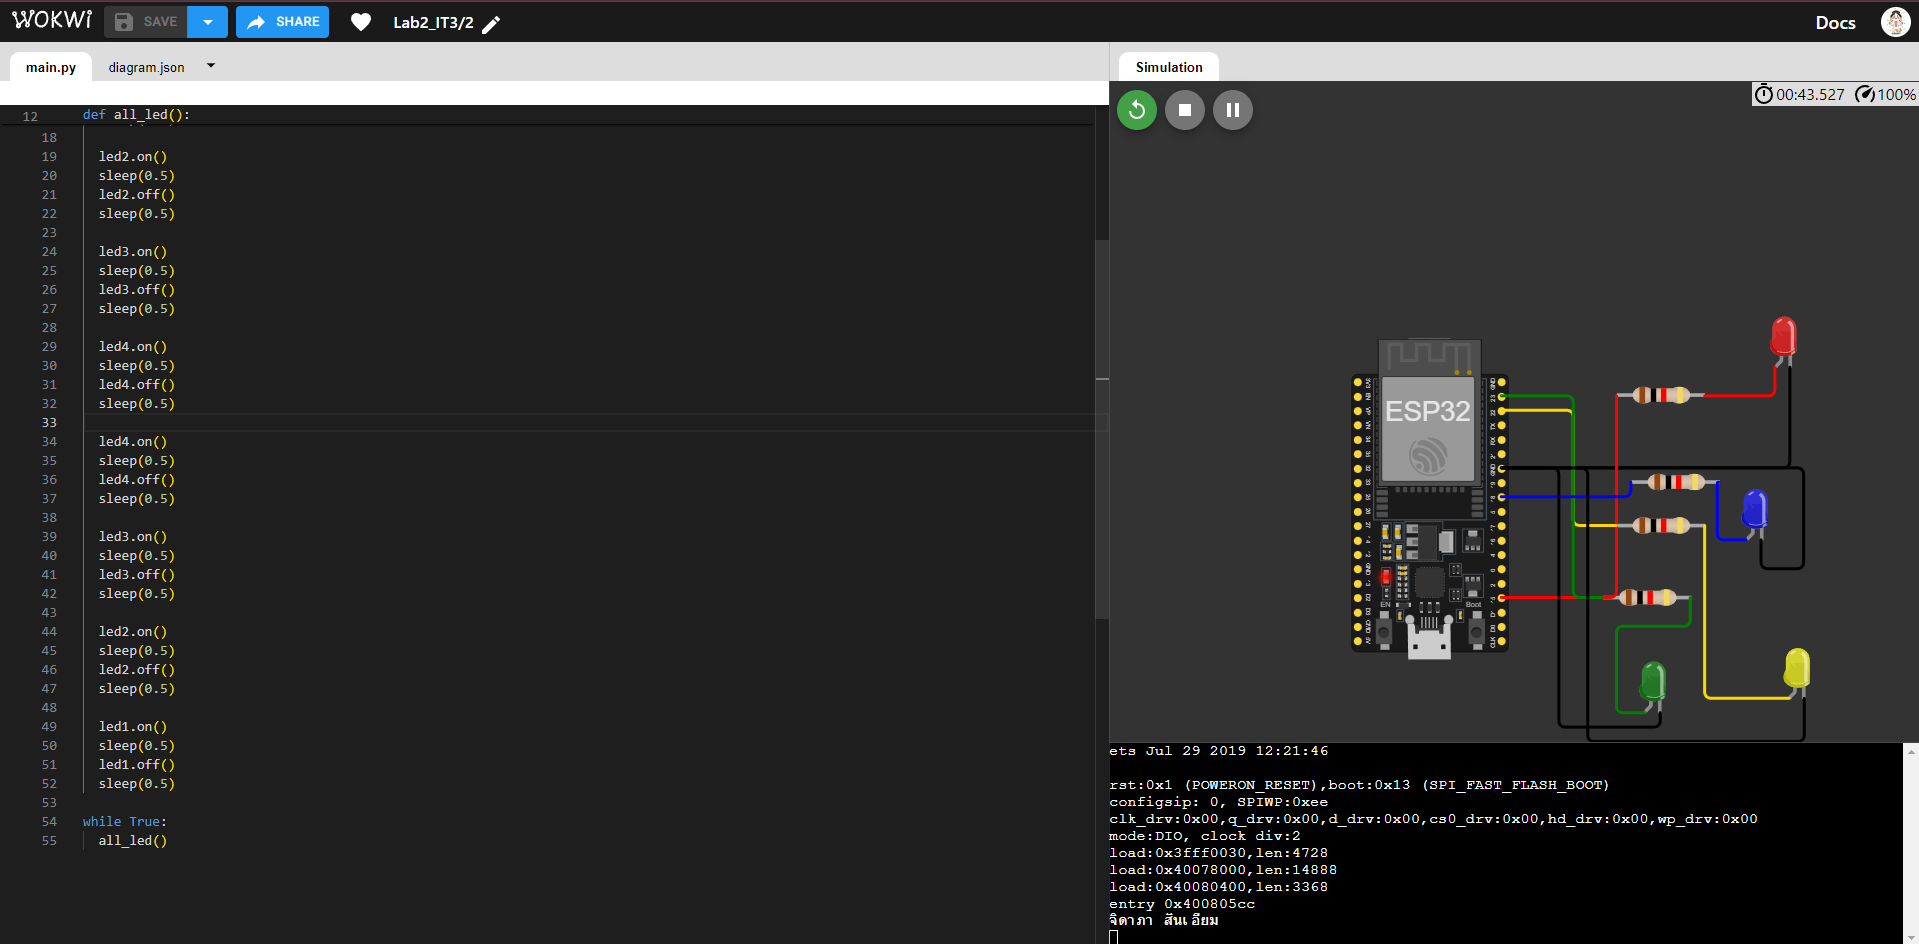 WOKWI SAVE SHARE Lab2_IT3/2 Docs
main.py diagram.json
12 def all_led():
18
19 led2.on()
20 sleep(0.5)
21 led2.off()
22 sleep(0.5)
23
24 led3.on()
25 sleep(0.5)
26 led3.off()
27 sleep(0.5)
28
29 led4.on()
30 sleep(0.5)
31 led4.off()
32 sleep(0.5)
33
34 led4.on()
35 sleep(0.5)
36 led4.off()
37 sleep(0.5)
38
39 led3.on()
40 sleep(0.5)
41 led3.off()
42 sleep(0.5)
43
44 led2.on()
45 sleep(0.5)
46 led2.off()
47 sleep(0.5)
48
49 led1.on()
50 sleep(0.5)
51 led1.off()
52 sleep(0.5)
53
54 while True:
55 all_led()
Simulation
00:43.527 100%
ESP32
EN Boot
ets Jul 29 2019 12:21:46
rst:0x1 (POWERON_RESET),boot:0x13 (SPI_FAST_FLASH_BOOT)
configsip: 0, SPIWP:0xee
clk_drv:0x00,q_drv:0x00,d_drv:0x00,cs0_drv:0x00,hd_drv:0x00,wp_drv:0x00
mode:DIO, clock div:2
load:0x3fff0030,len:4728
load:0x40078000,len:14888
load:0x40080400,len:3368
entry 0x400805cc
จิดาภา สันเอียม